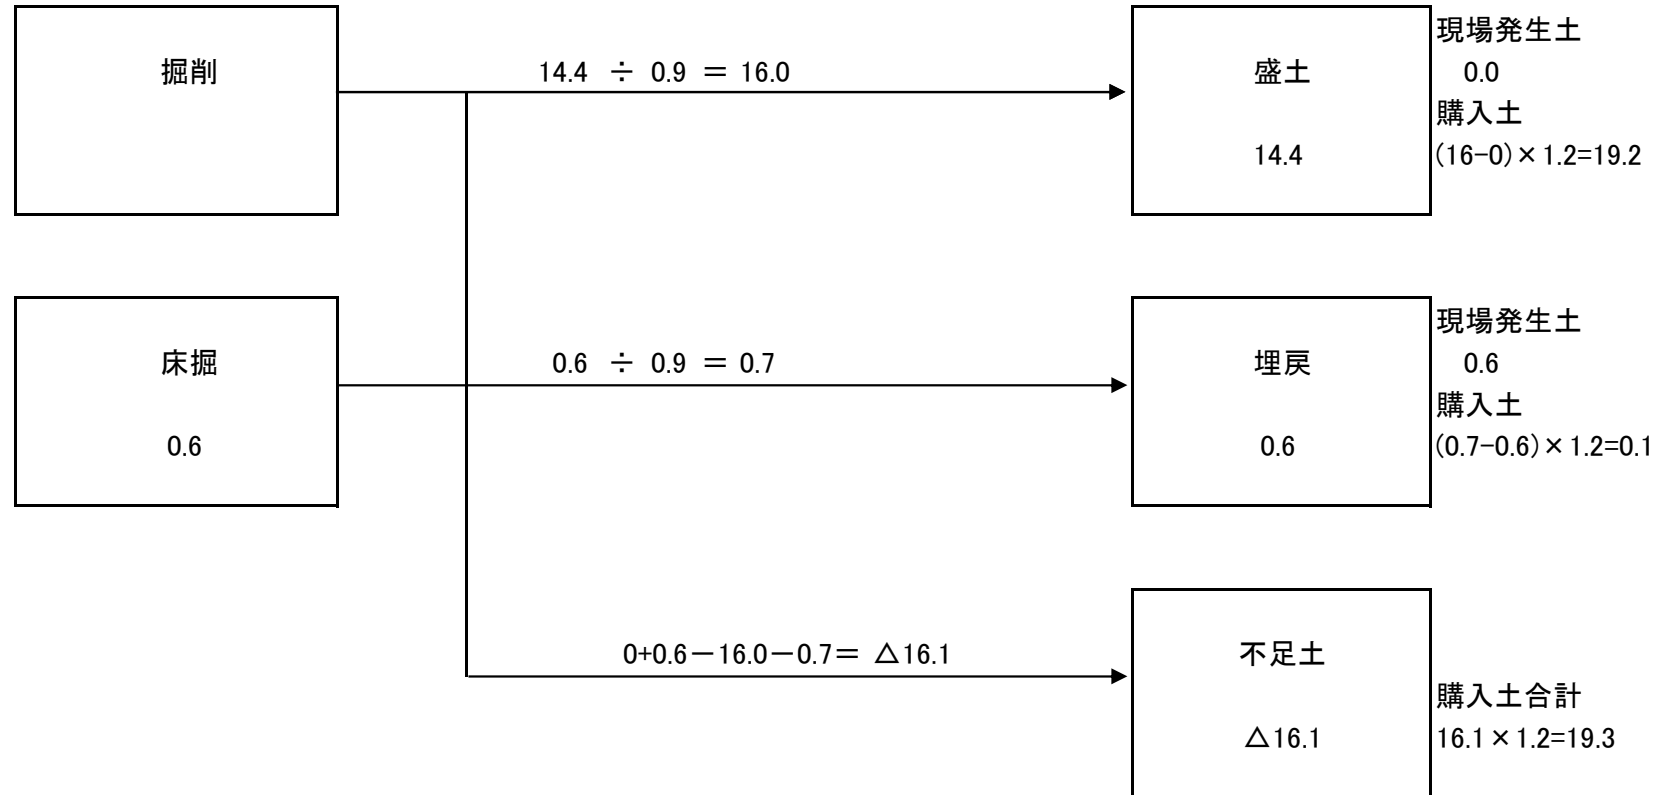 掘削
14.4 ÷ 0.9 ＝ 16.0
盛土
14.4
現場発生土
0.0
購入土
(16-0)×1.2=19.2
床掘
0.6
0.6 ÷ 0.9 ＝ 0.7
埋戻
0.6
現場発生土
0.6
購入土
(0.7-0.6)×1.2=0.1
0+0.6－16.0－0.7＝ △16.1
不足土
△16.1
購入土合計
16.1×1.2=19.3